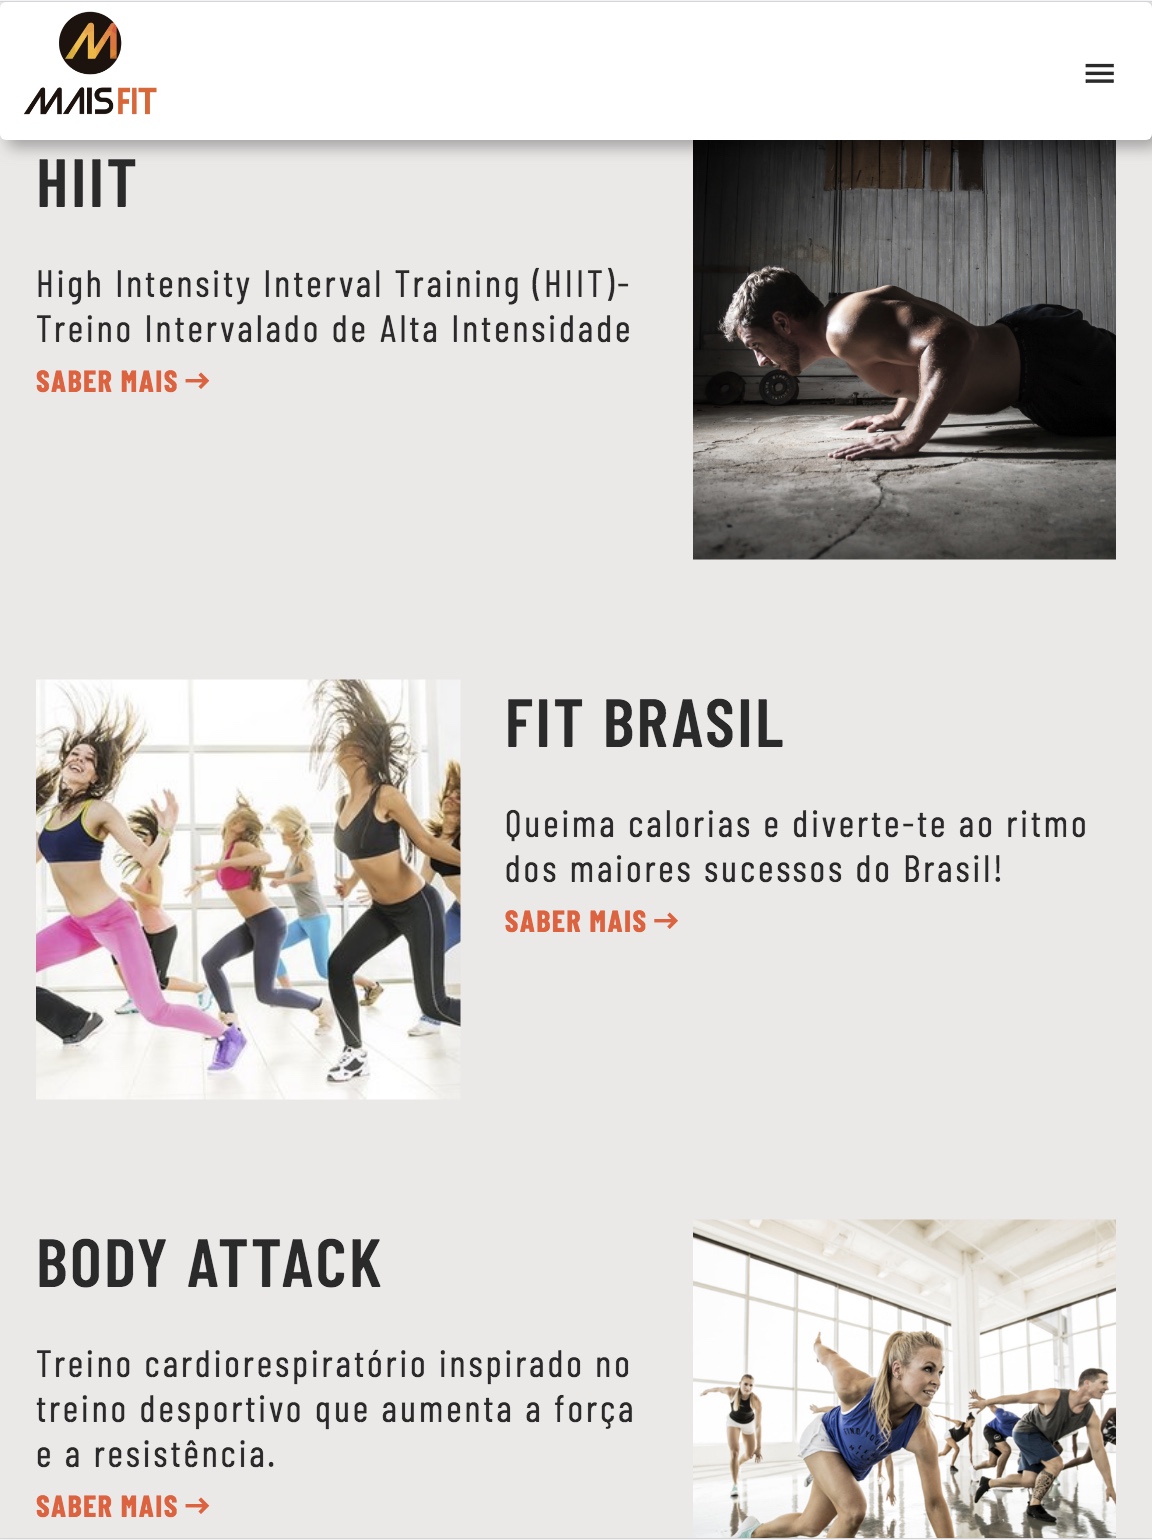 MAISFIT
HIIT
High Intensity Interval Training (HIIT)-
Treino Intervalado de Alta Intensidade
SABER MAIS →
FIT BRASIL
Queima calorias e diverte-te ao ritmo
dos maiores sucessos do Brasil!
SABER MAIS →
BODY ATTACK
Treino cardiorespiratório inspirado no
treino desportivo que aumenta a força
e a resistência.
SABER MAIS →